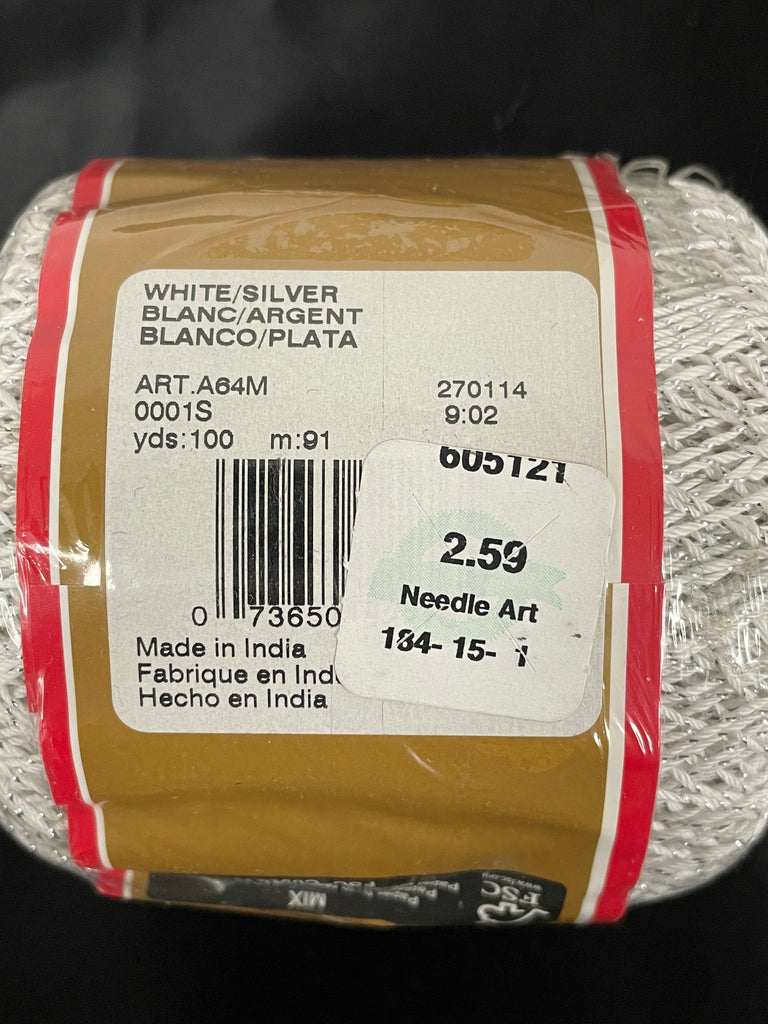 WHITE/SILVER
BLANC/ARGENT
BLANCO/PLATA
ART.A64M
0001S
yds:100 m:91
270114
9:02
605121
2.59
Needle Art
184- 15- 1
0 73650
Made in India
Fabrique en Inde
Hecho en India
MIX
FSC